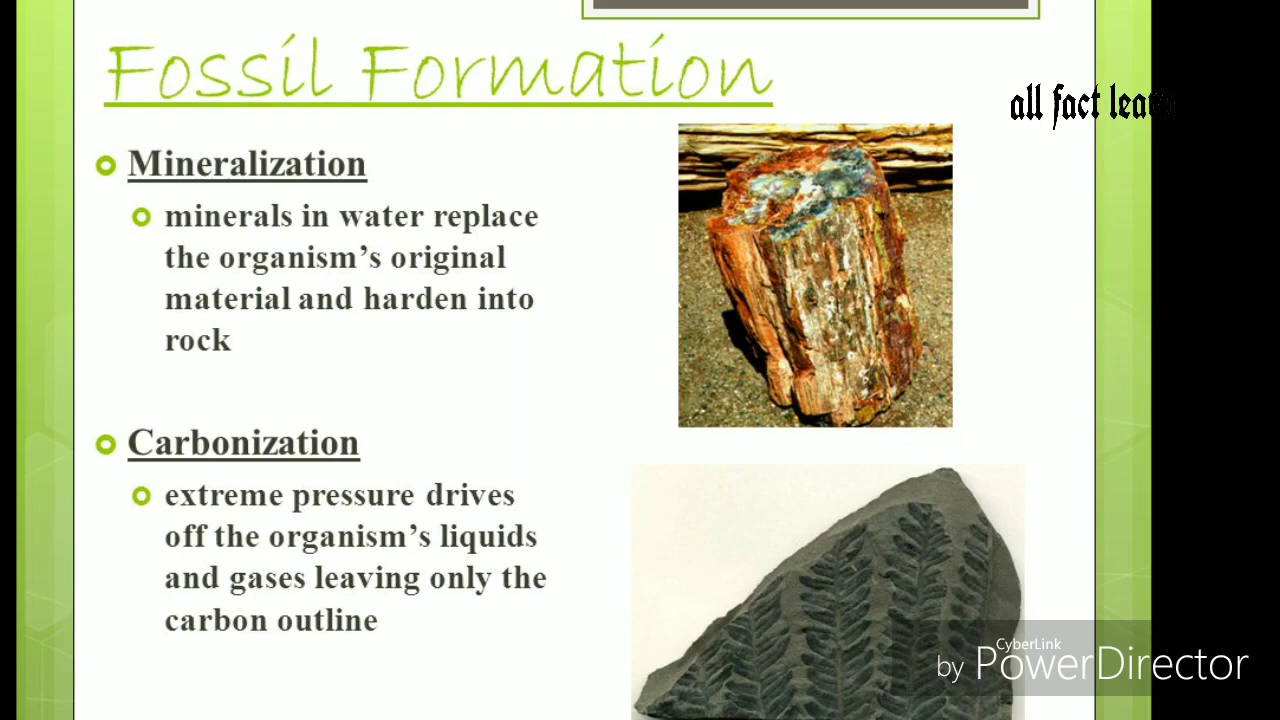 Fossil Formation
all fact
Mineralization
minerals in water replace
the organism’s original
material and harden into
rock
Carbonization
extreme pressure drives
off the organism’s liquids
and gases leaving only the
carbon outline
CyberLink
by PowerDirector